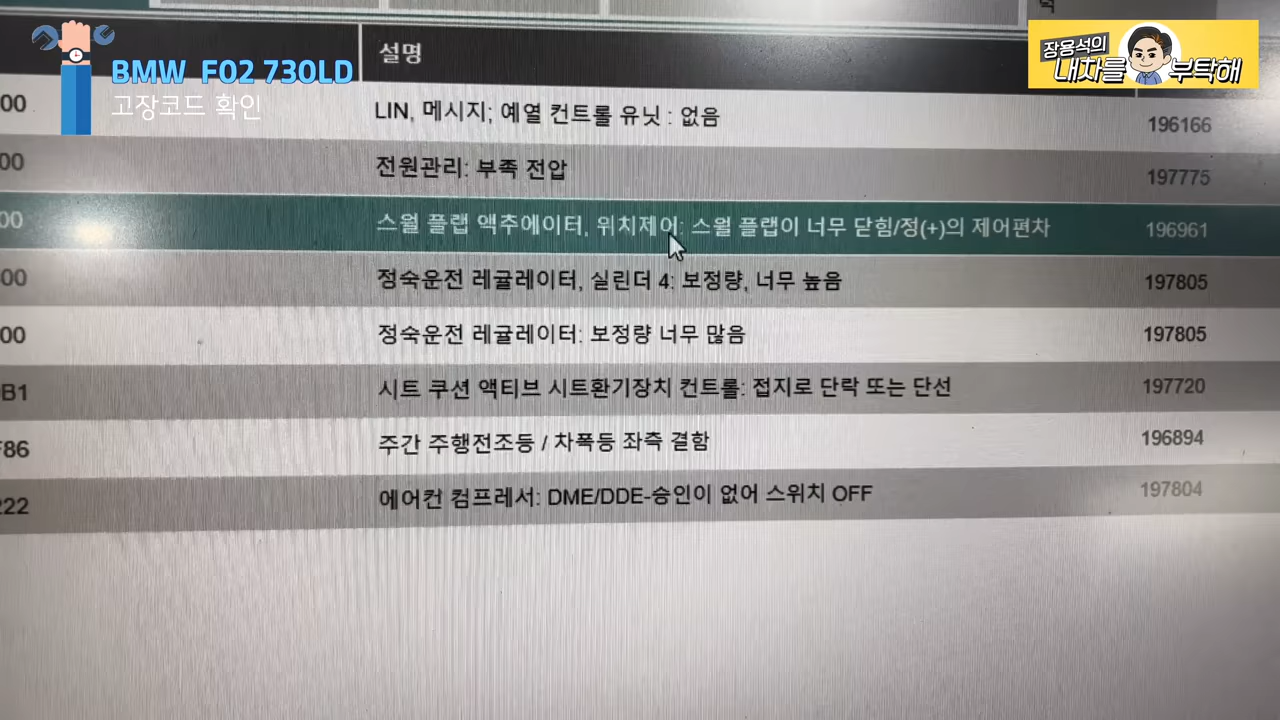 BMW F02 730LD
고장코드 확인
장용석의
내차를 부탁해
설명
00 LIN, 메시지; 예열 컨트롤 유닛 : 없음 196166
00 전원관리: 부족 전압 197775
00 스월 플랩 액추에이터, 위치제어: 스월 플랩이 너무 닫힘/정(+)의 제어편차 196961
00 정숙운전 레귤레이터, 실린더 4: 보정량, 너무 높음 197805
00 정숙운전 레귤레이터: 보정량 너무 많음 197805
B1 시트 쿠션 액티브 시트환기장치 컨트롤: 접지로 단락 또는 단선 197720
F86 주간 주행전조등 / 차폭등 좌측 결함 196894
222 에어컨 컴프레서: DME/DDE-승인이 없어 스위치 OFF 197804